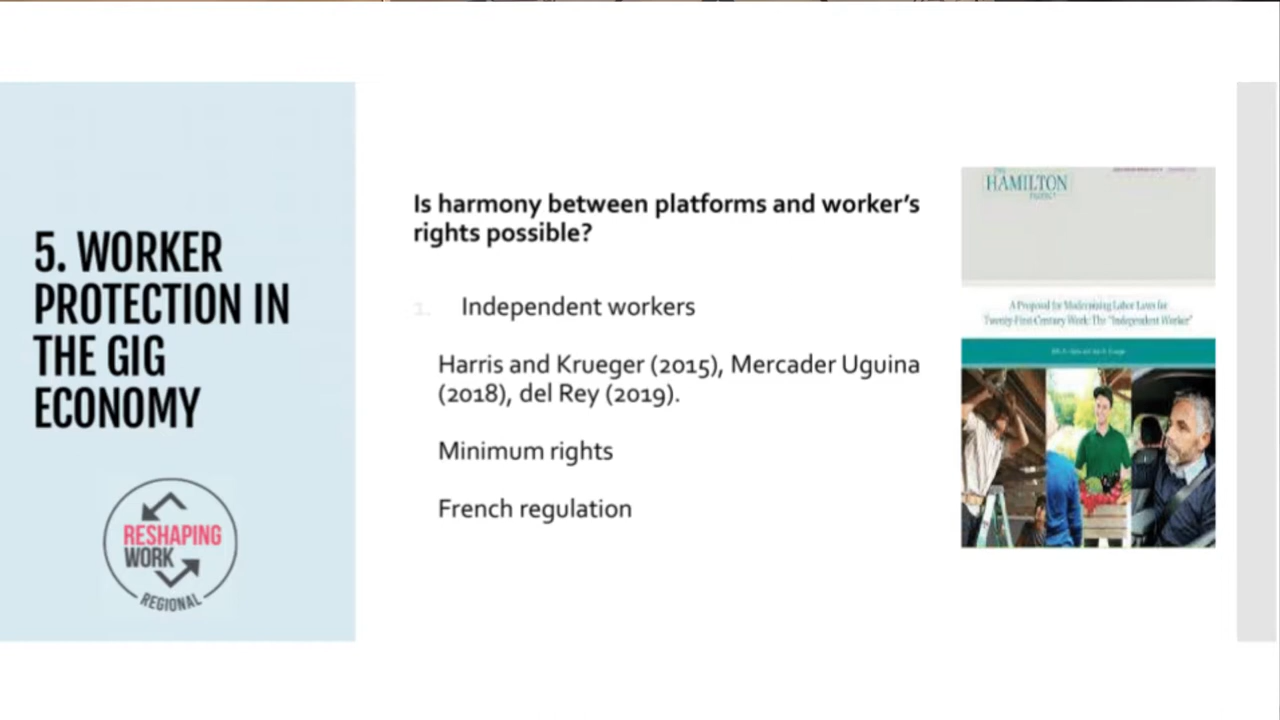 5. WORKER
PROTECTION IN
THE GIG
ECONOMY
RESHAPING
WORK
REGIONAL
Is harmony between platforms and worker's
rights possible?
1. Independent workers
Harris and Krueger (2015), Mercader Uguina
(2018), del Rey (2019).
Minimum rights
French regulation
HAMILTON
A Proposal for Modernizing Labor Laws for
Twenty-First-Century Work: The "Independent Worker"